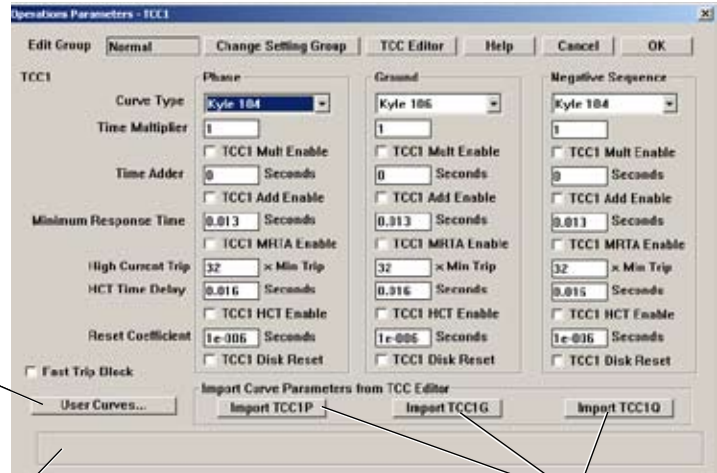 Operations Parameters - TCC1
Edit Group Normal Change Setting Group TCC Editor Help Cancel OK
TCC1 Phase Ground Negative Sequence
Curve Type Kyle 104 Kyle 106 Kyle 104
Time Multiplier 1 1 1
TCC1 Mult Enable TCC1 Mult Enable TCC1 Mult Enable
Time Adder 0 Seconds 0 Seconds 0 Seconds
TCC1 Add Enable TCC1 Add Enable TCC1 Add Enable
Minimum Response Time 0.013 Seconds 0.013 Seconds 0.013 Seconds
TCC1 MRTA Enable TCC1 MRTA Enable TCC1 MRTA Enable
High Current Trip 32 x Min Trip 32 x Min Trip 32 x Min Trip
HCT Time Delay 0.016 Seconds 0.016 Seconds 0.016 Seconds
TCC1 HCT Enable TCC1 HCT Enable TCC1 HCT Enable
Reset Coefficient 1e-006 Seconds 1e-006 Seconds 1e-006 Seconds
TCC1 Disk Reset TCC1 Disk Reset TCC1 Disk Reset
Fast Trip Block
Import Curve Parameters from TCC Editor
User Curves... Import TCC1P Import TCC1G Import TCC1Q